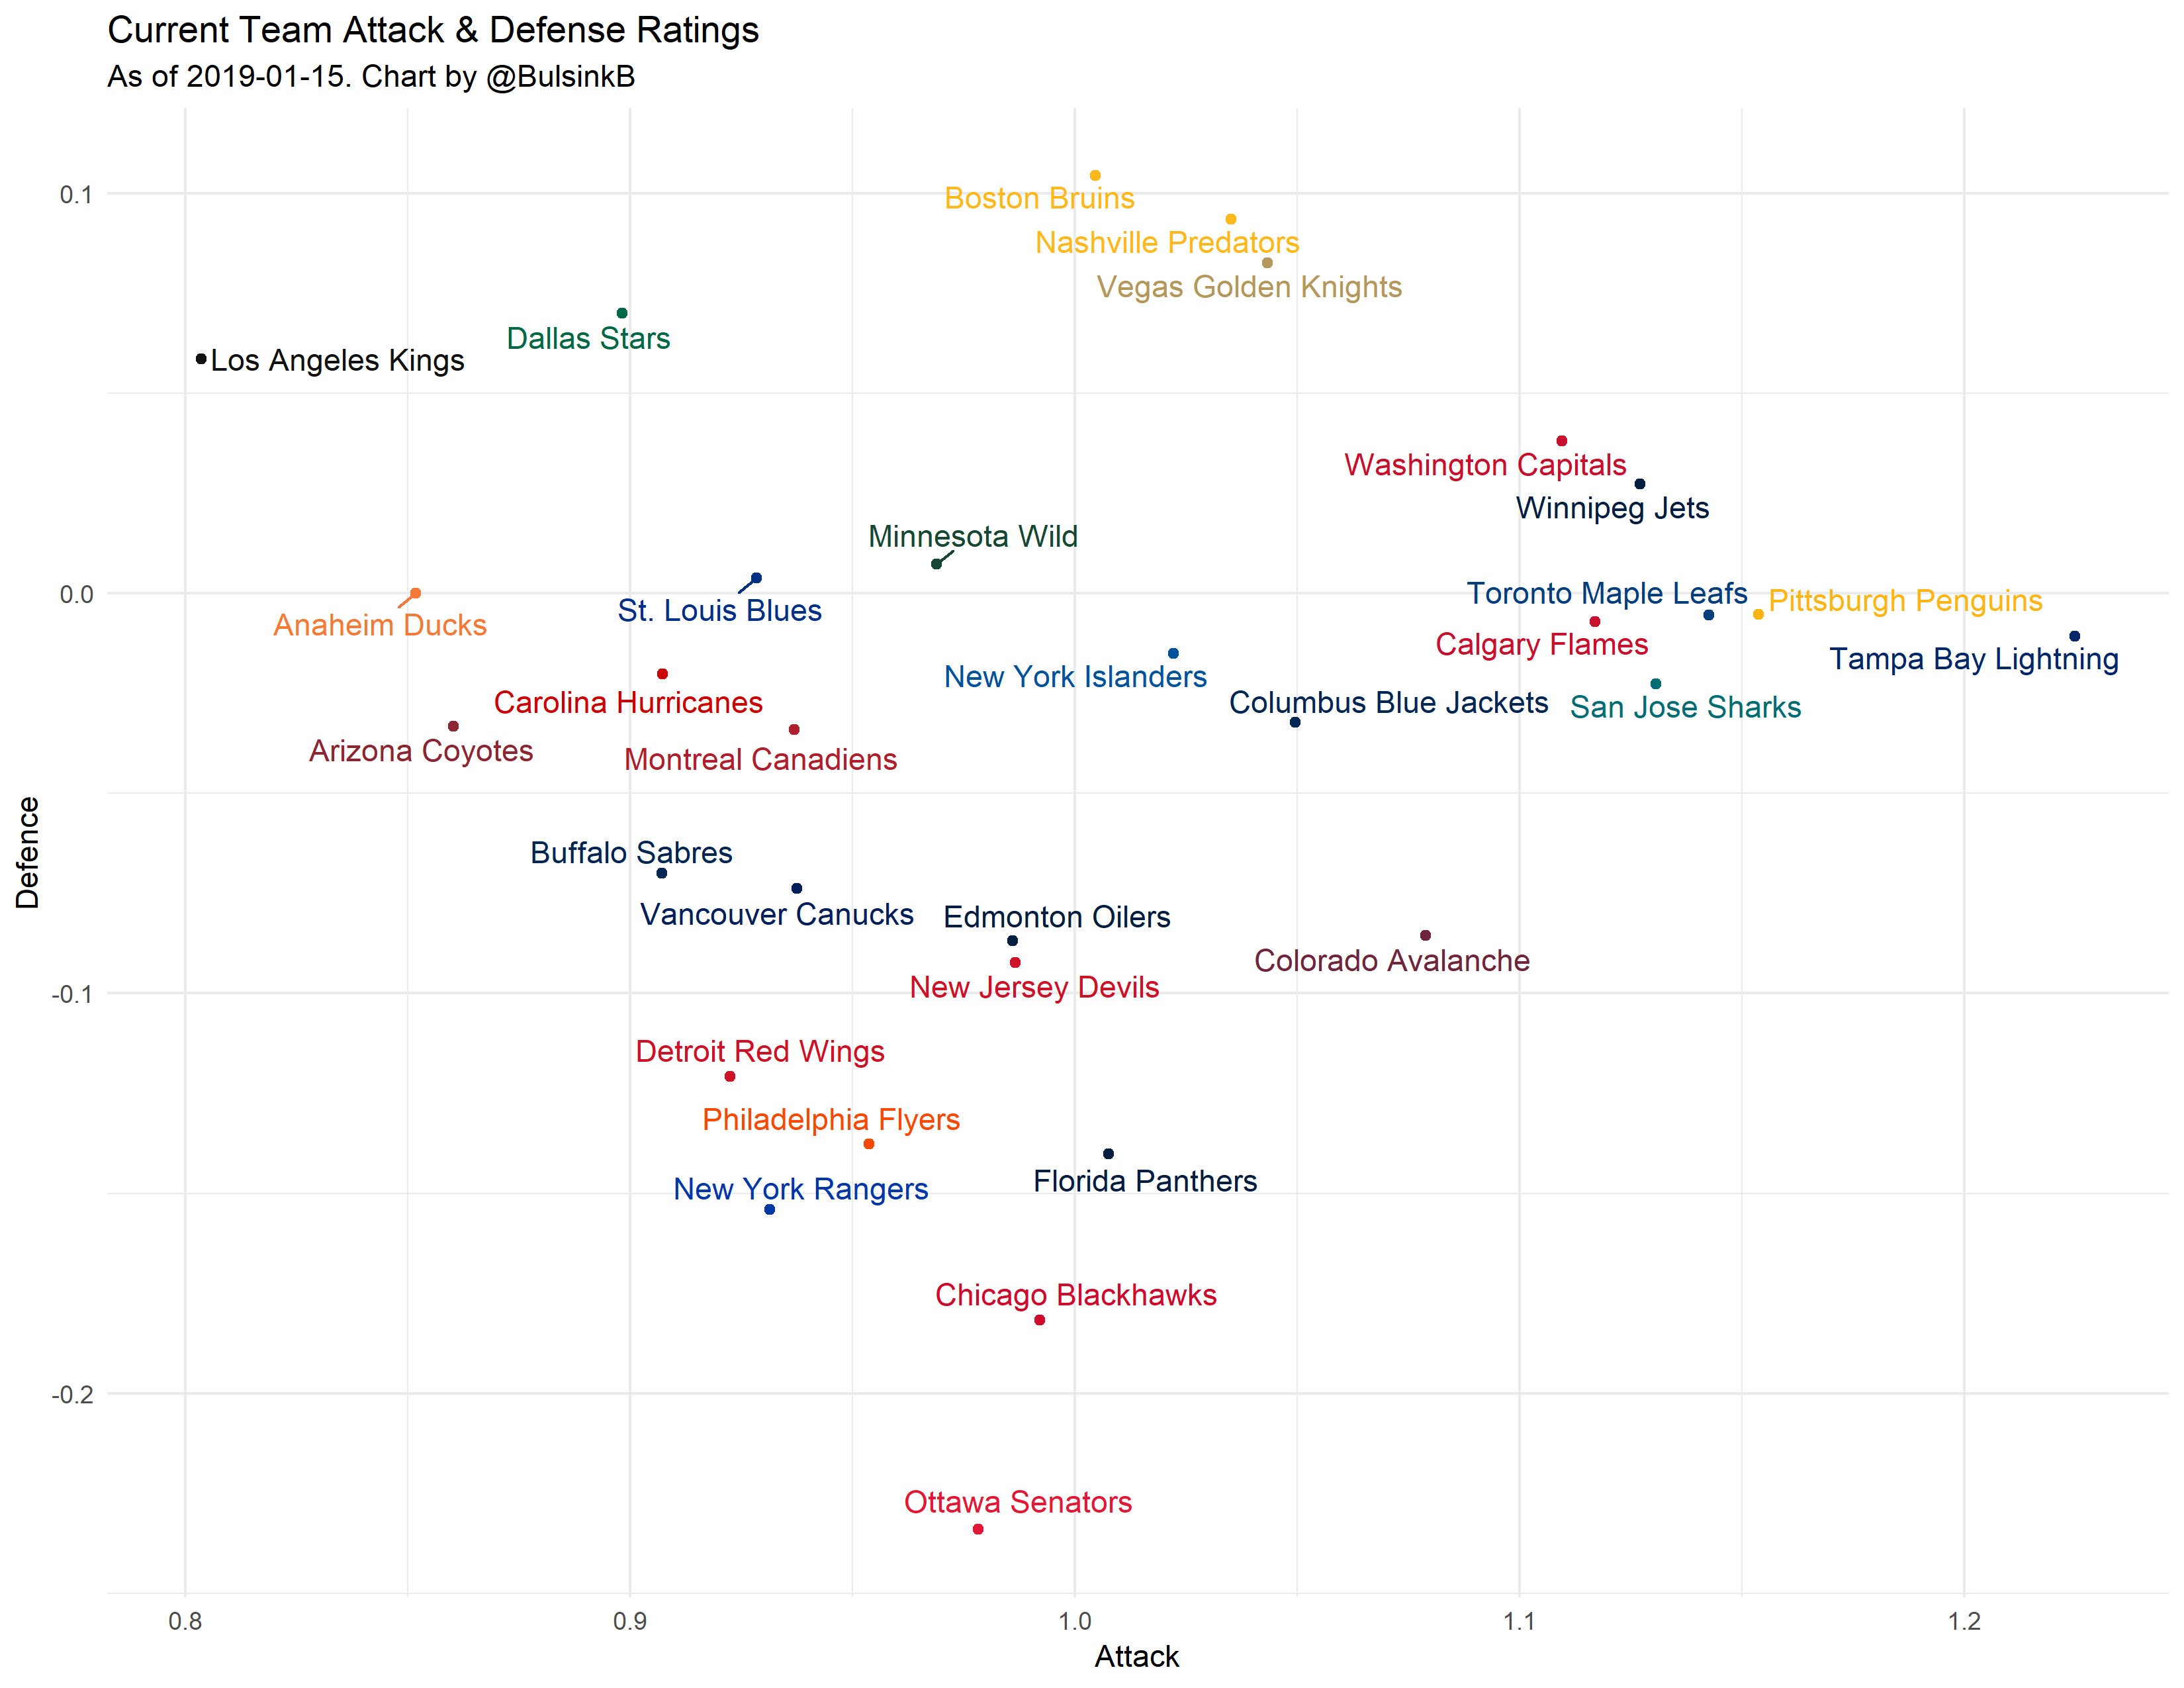 Current Team Attack & Defense Ratings
As of 2019-01-15. Chart by @BulsinkB
0.1
Boston Bruins
Nashville Predators
Vegas Golden Knights
Dallas Stars
Los Angeles Kings
Washington Capitals
Winnipeg Jets
Minnesota Wild
0.0
Toronto Maple Leafs
Pittsburgh Penguins
St. Louis Blues
Anaheim Ducks
Calgary Flames
Tampa Bay Lightning
New York Islanders
Carolina Hurricanes
Columbus Blue Jackets
San Jose Sharks
Arizona Coyotes
Montreal Canadiens
Defence
Buffalo Sabres
Vancouver Canucks
Edmonton Oilers
Colorado Avalanche
New Jersey Devils
-0.1
Detroit Red Wings
Philadelphia Flyers
Florida Panthers
New York Rangers
Chicago Blackhawks
-0.2
Ottawa Senators
0.8
0.9
1.0
1.1
1.2
Attack